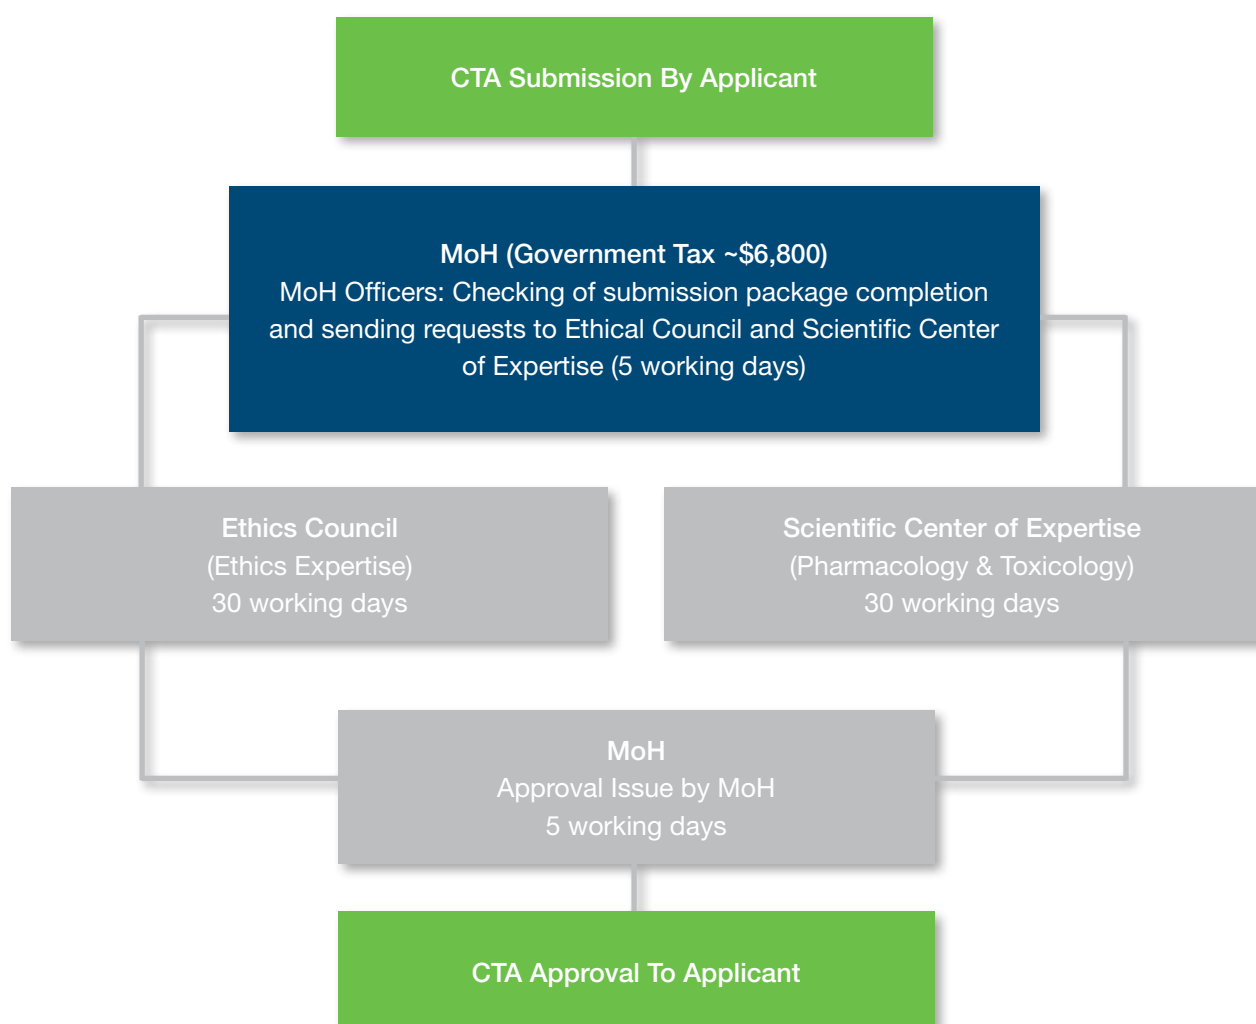 CTA Submission By Applicant
MoH (Government Tax ~$6,800)
MoH Officers: Checking of submission package completion
and sending requests to Ethical Council and Scientific Center
of Expertise (5 working days)
Ethics Council
(Ethics Expertise)
30 working days
Scientific Center of Expertise
(Pharmacology & Toxicology)
30 working days
MoH
Approval Issue by MoH
5 working days
CTA Approval To Applicant